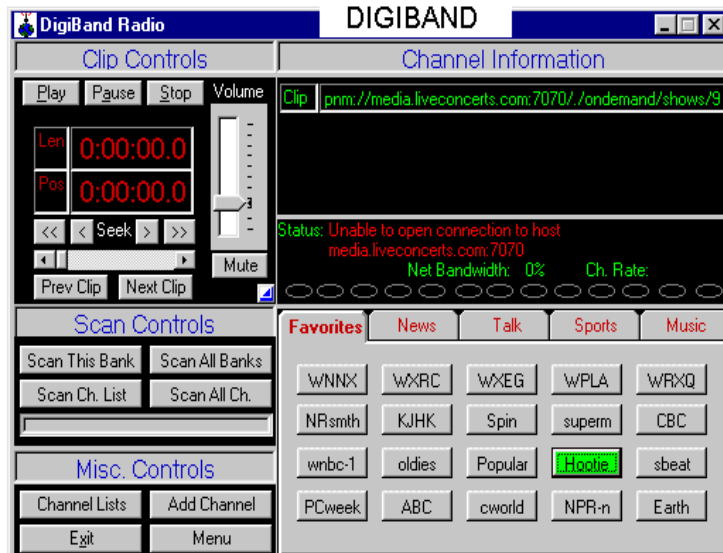 DIGIBAND
DigiBand Radio
Clip Controls
Play Pause Stop Volume
Len 0:00:00.0
Pos 0:00:00.0
<< < Seek > >>
Mute
Prev Clip Next Clip
Channel Information
Clip pnm://media.liveconcerts.com:7070/./ondemand/shows/9
Status: Unable to open connection to host
media.liveconcerts.com:7070
Net Bandwidth: 0% Ch. Rate:
Scan Controls
Scan This Bank Scan All Banks
Scan Ch. List Scan All Ch.
Misc. Controls
Channel Lists Add Channel
Exit Menu
Favorites News Talk Sports Music
WNNX WXRC WXEG WPLA WRXQ
NRsmth KJHK Spin superm CBC
wnbc-1 oldies Popular Hootie sbeat
PCweek ABC cworld NPR-n Earth